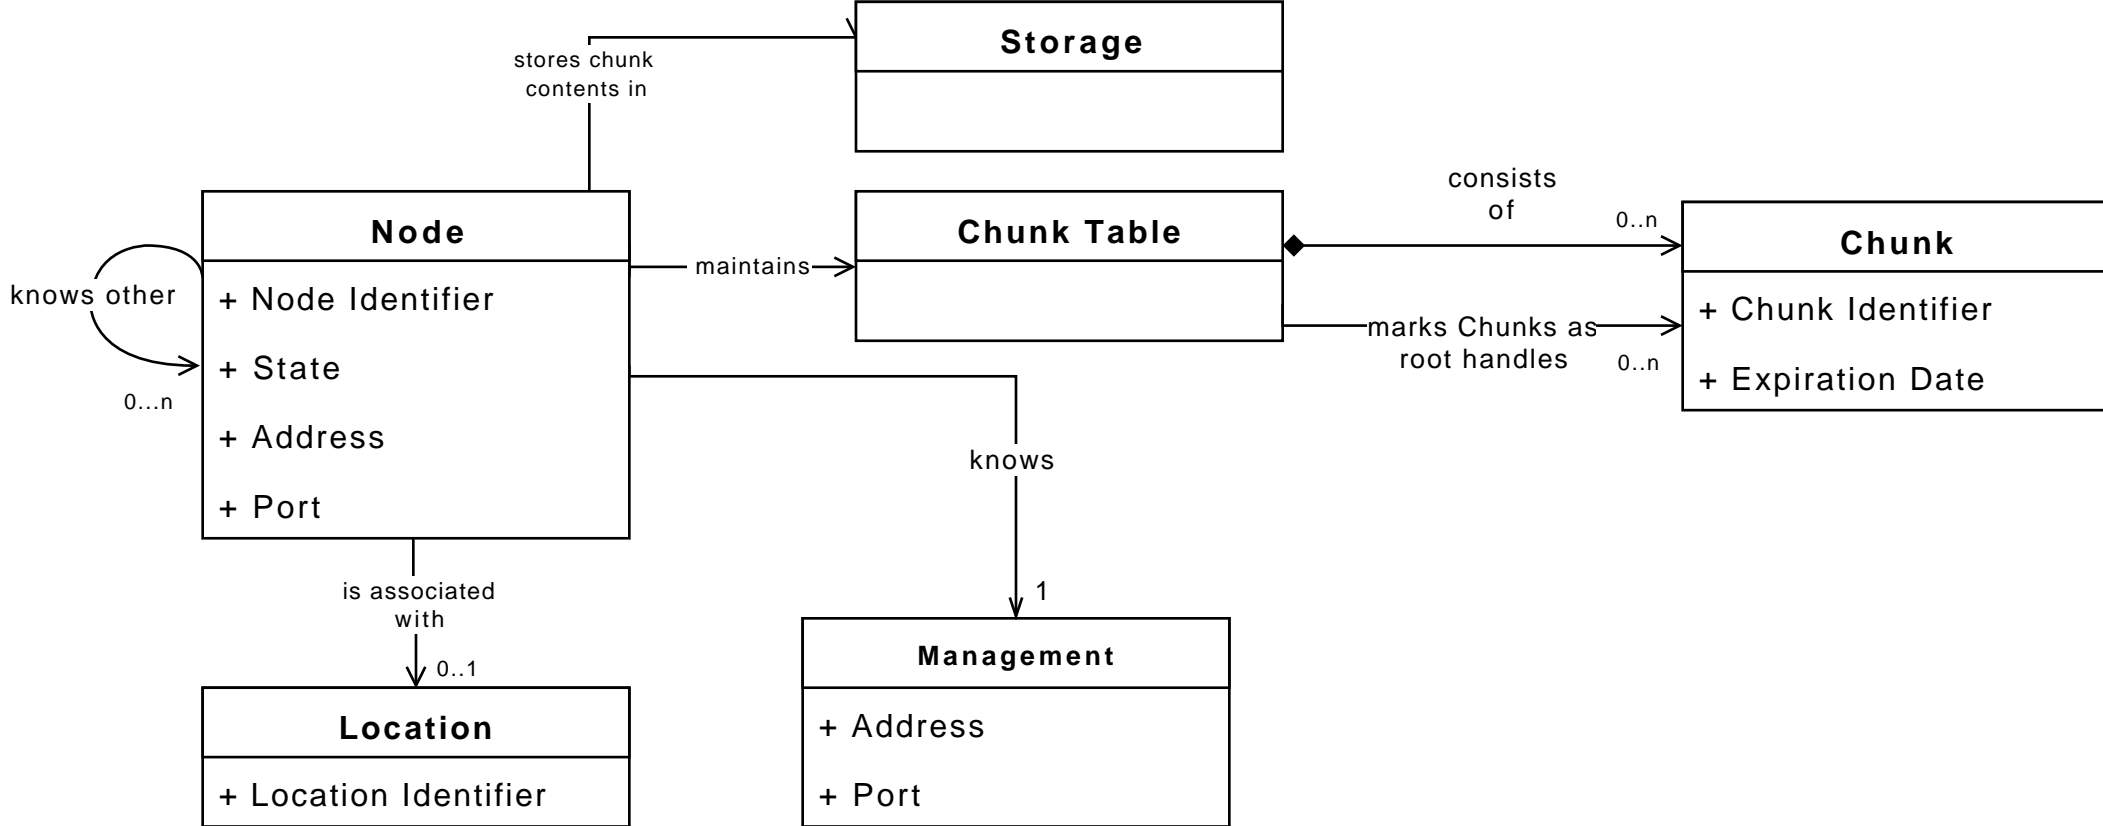 Storage
stores chunk
contents in
Node
+ Node Identifier
+ State
+ Address
+ Port
knows other
0...n
maintains
Chunk Table
consists
of
0..n
marks Chunks as
root handles
0..n
Chunk
+ Chunk Identifier
+ Expiration Date
knows
1
is associated
with
0..1
Location
+ Location Identifier
Management
+ Address
+ Port